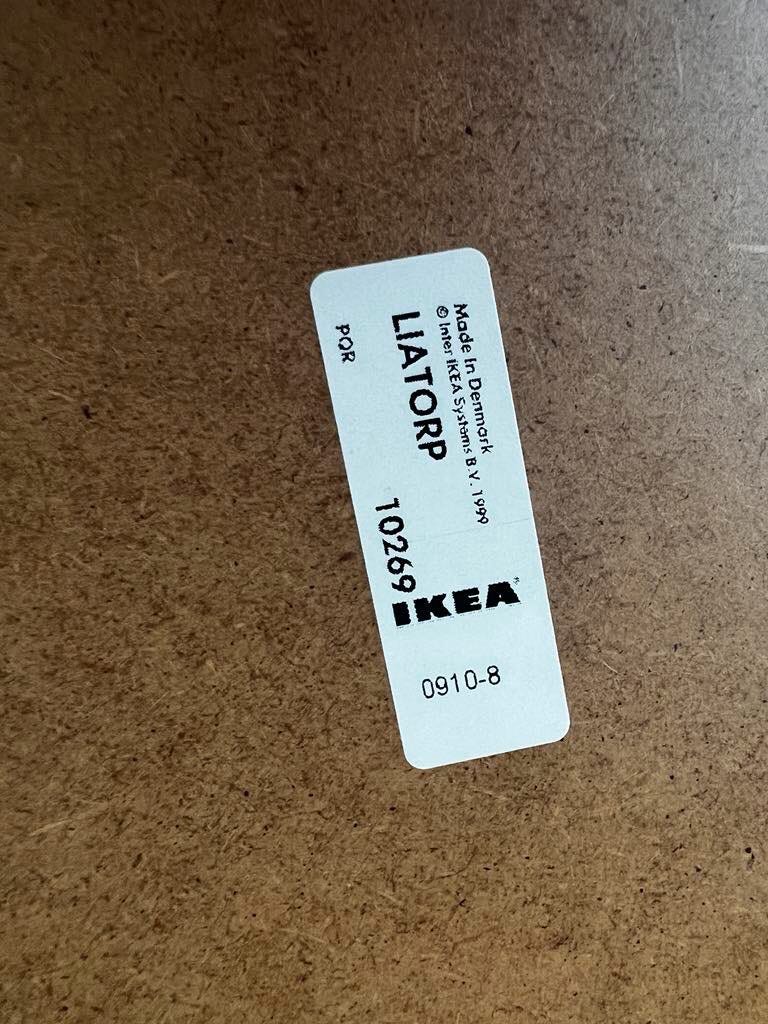 Made In Denmark
© Inter IKEA Systems B.V. 1999
LIATORP
10269
PQR
IKEA®
0910-8